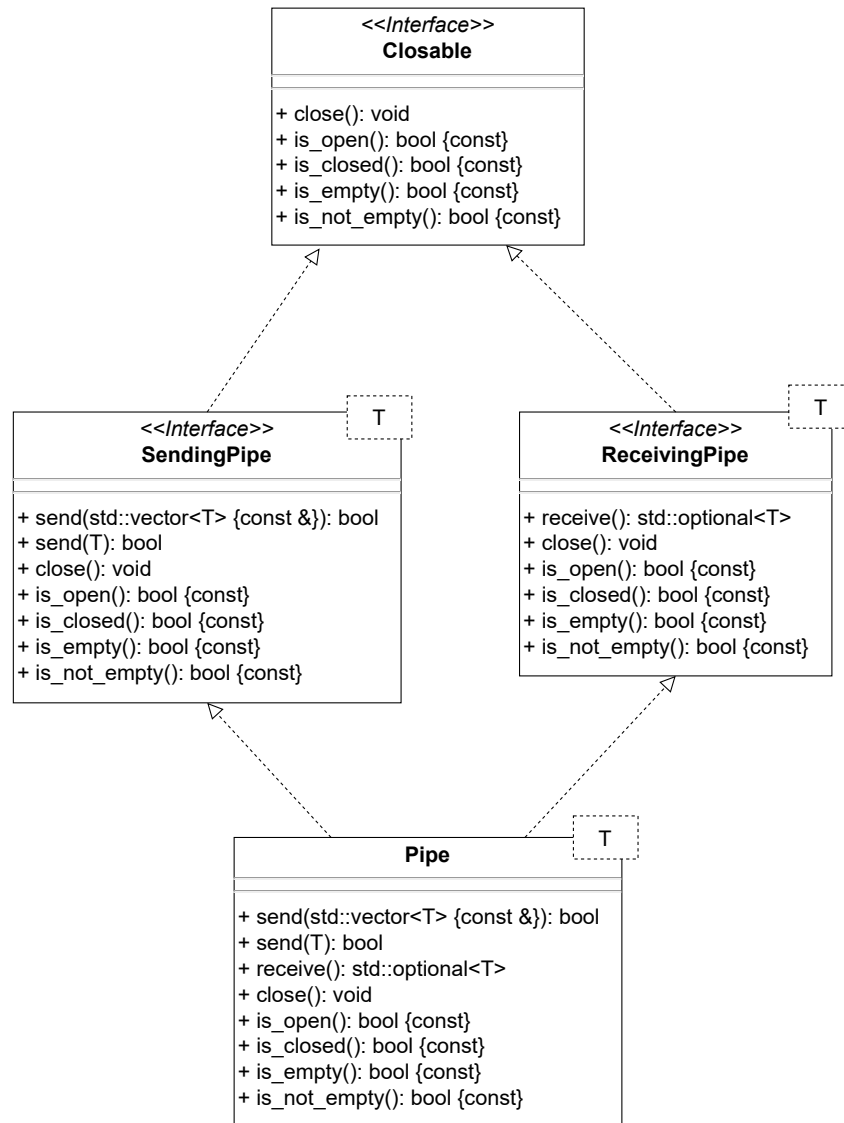 <<Interface>>
Closable
+ close(): void
+ is_open(): bool {const}
+ is_closed(): bool {const}
+ is_empty(): bool {const}
+ is_not_empty(): bool {const}
T
<<Interface>>
SendingPipe
+ send(std::vector<T> {const &}): bool
+ send(T): bool
+ close(): void
+ is_open(): bool {const}
+ is_closed(): bool {const}
+ is_empty(): bool {const}
+ is_not_empty(): bool {const}
T
<<Interface>>
ReceivingPipe
+ receive(): std::optional<T>
+ close(): void
+ is_open(): bool {const}
+ is_closed(): bool {const}
+ is_empty(): bool {const}
+ is_not_empty(): bool {const}
T
Pipe
+ send(std::vector<T> {const &}): bool
+ send(T): bool
+ receive(): std::optional<T>
+ close(): void
+ is_open(): bool {const}
+ is_closed(): bool {const}
+ is_empty(): bool {const}
+ is_not_empty(): bool {const}